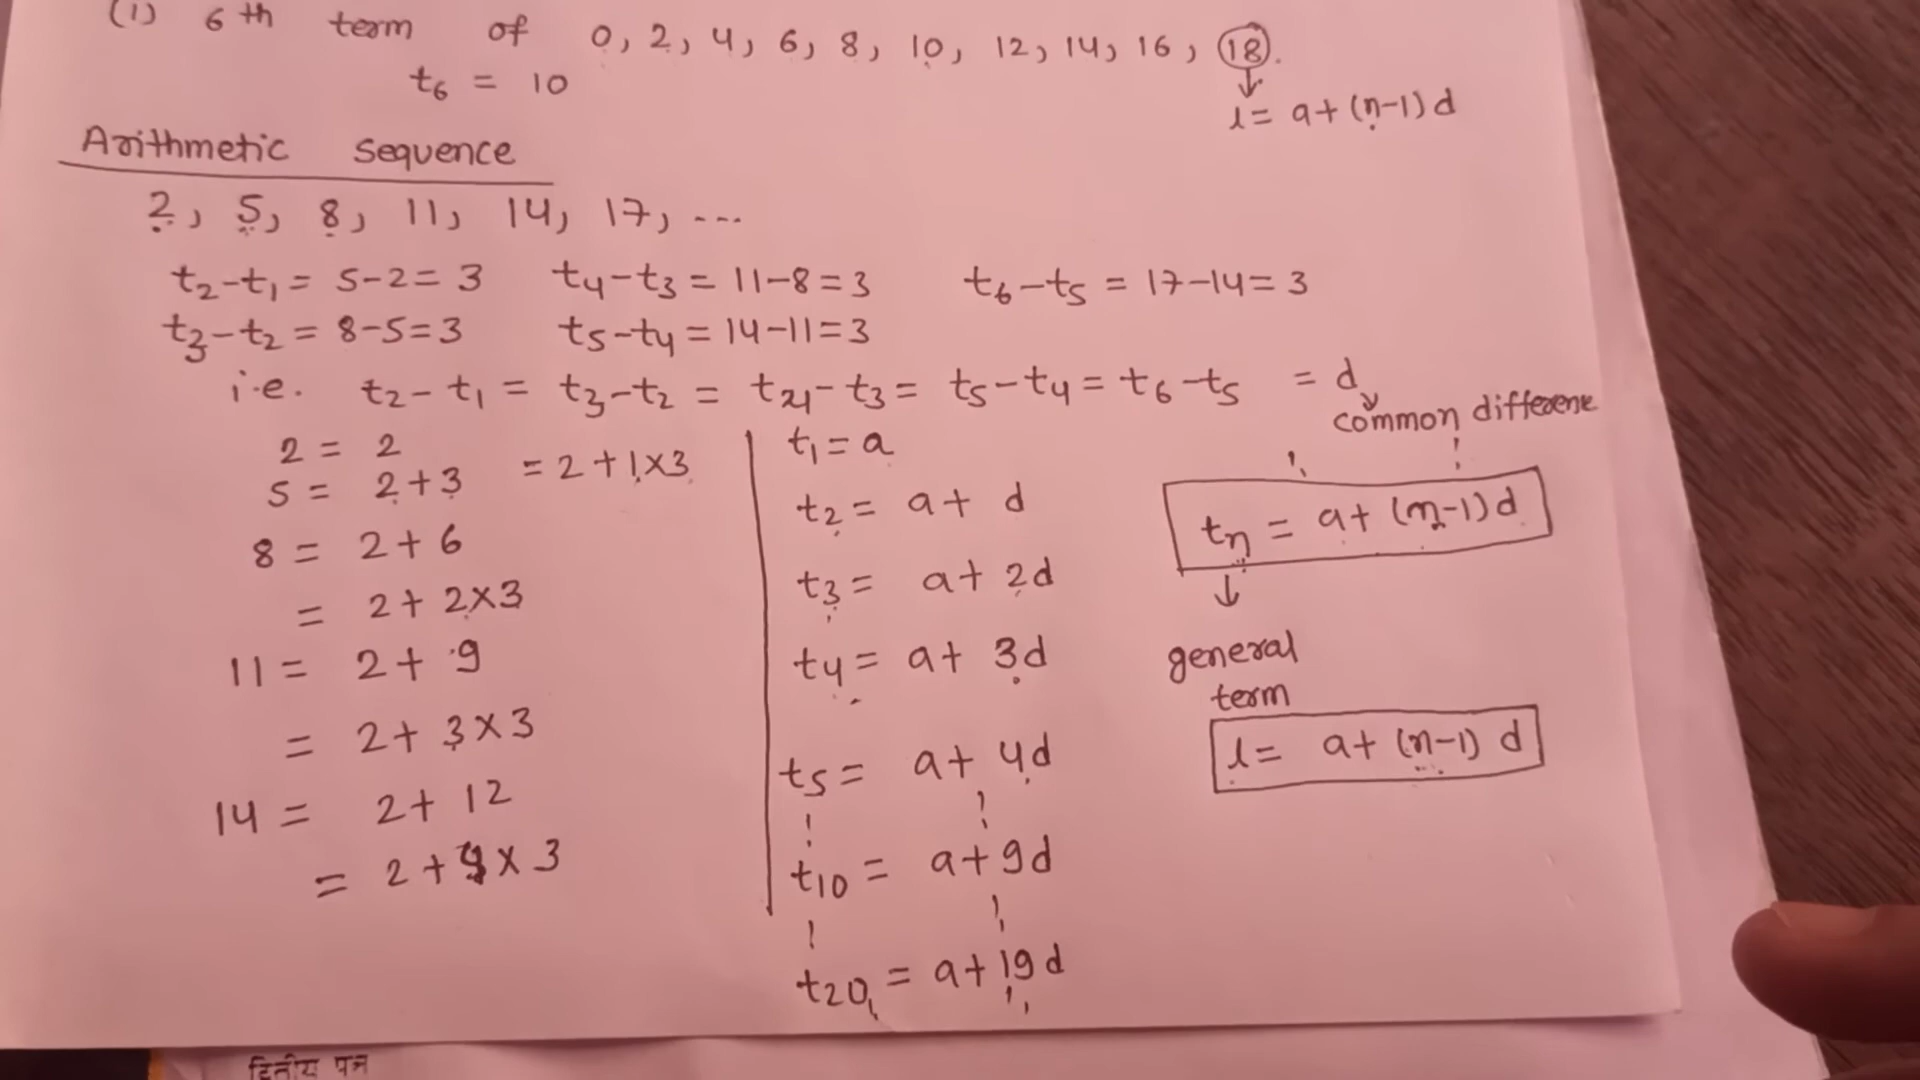 (i) 6th term of 0, 2, 4, 6, 8, 10, 12, 14, 16, 18.
t₆ = 10
↓
l = a+(n-1)d
Arithmetic sequence
2, 5, 8, 11, 14, 17, ...
t₂-t₁ = 5-2 = 3 t₄-t₃ = 11-8 = 3 t₆-t₅ = 17-14 = 3
t₃-t₂ = 8-5 = 3 t₅-t₄ = 14-11 = 3
i.e. t₂-t₁ = t₃-t₂ = t₄-t₃ = t₅-t₄ = t₆-t₅ = d
common differene
2 = 2
5 = 2+3 = 2+1×3
8 = 2+6
= 2+2×3
11 = 2+9
= 2+3×3
14 = 2+12
= 2+4×3
t₁ = a
t₂ = a+ d
t₃ = a+ 2d
t₄ = a+ 3d
t₅ = a+ 4d
t₁₀ = a+9d
t₂₀ = a+19d
tₙ = a+ (n-1)d
↓
general
term
l = a+ (n-1) d
द्वितीय पत्र